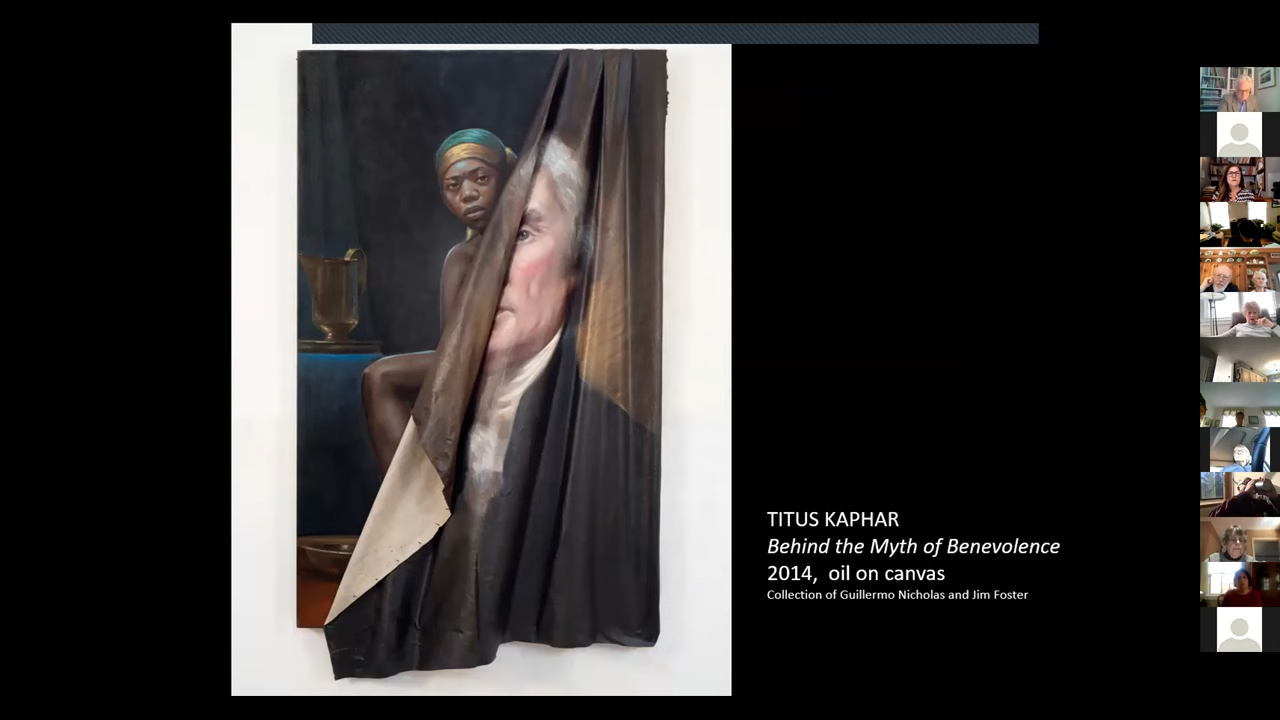 TITUS KAPHAR
Behind the Myth of Benevolence
2014,  oil on canvas
Collection of Guillermo Nicholas and Jim Foster